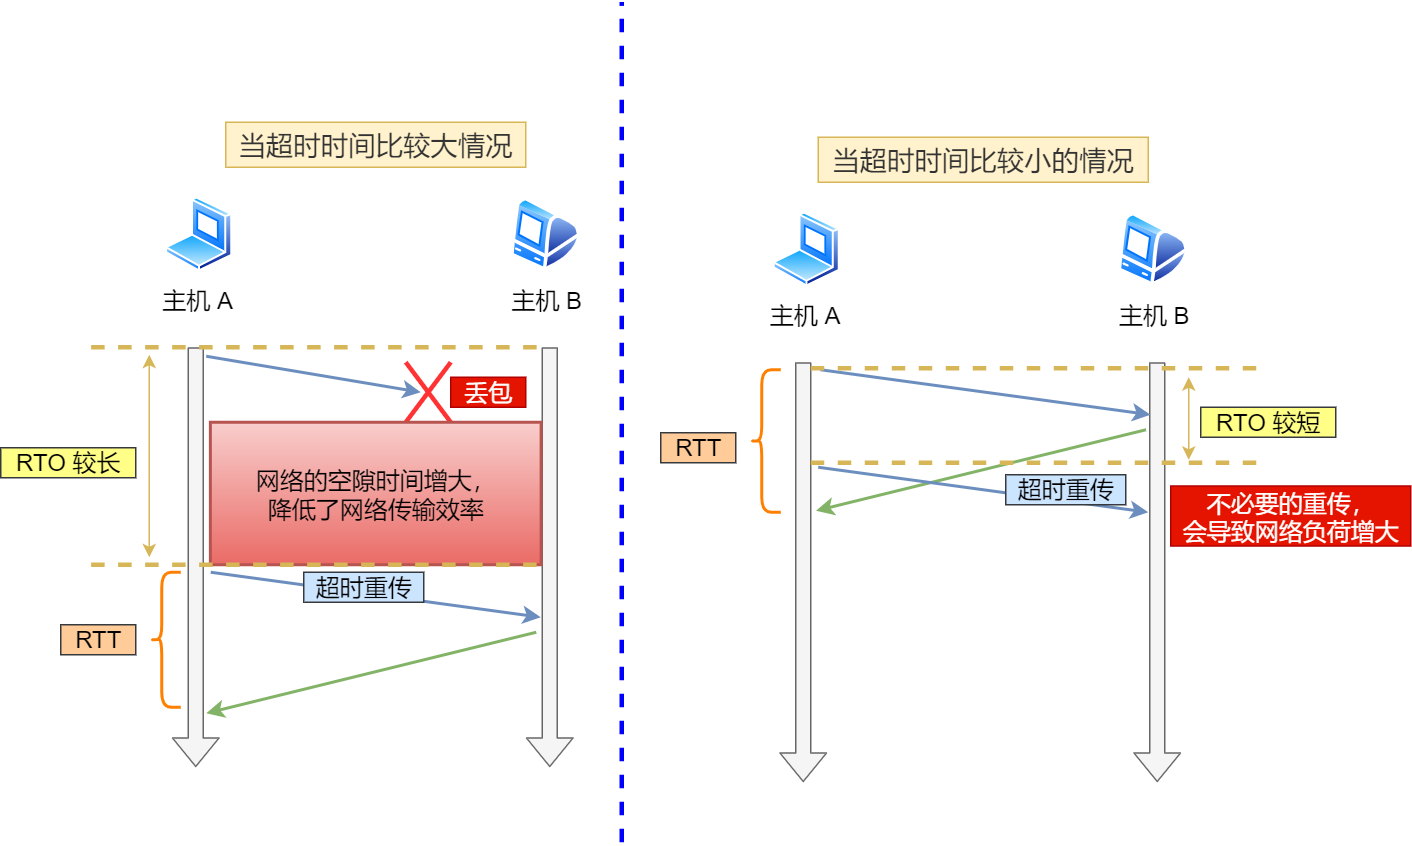 当超时时间比较大情况
主机 A
主机 B
丢包
RTO 较长
网络的空隙时间增大，
降低了网络传输效率
超时重传
RTT
当超时时间比较小的情况
主机 A
主机 B
RTT
RTO 较短
超时重传
不必要的重传，
会导致网络负荷增大